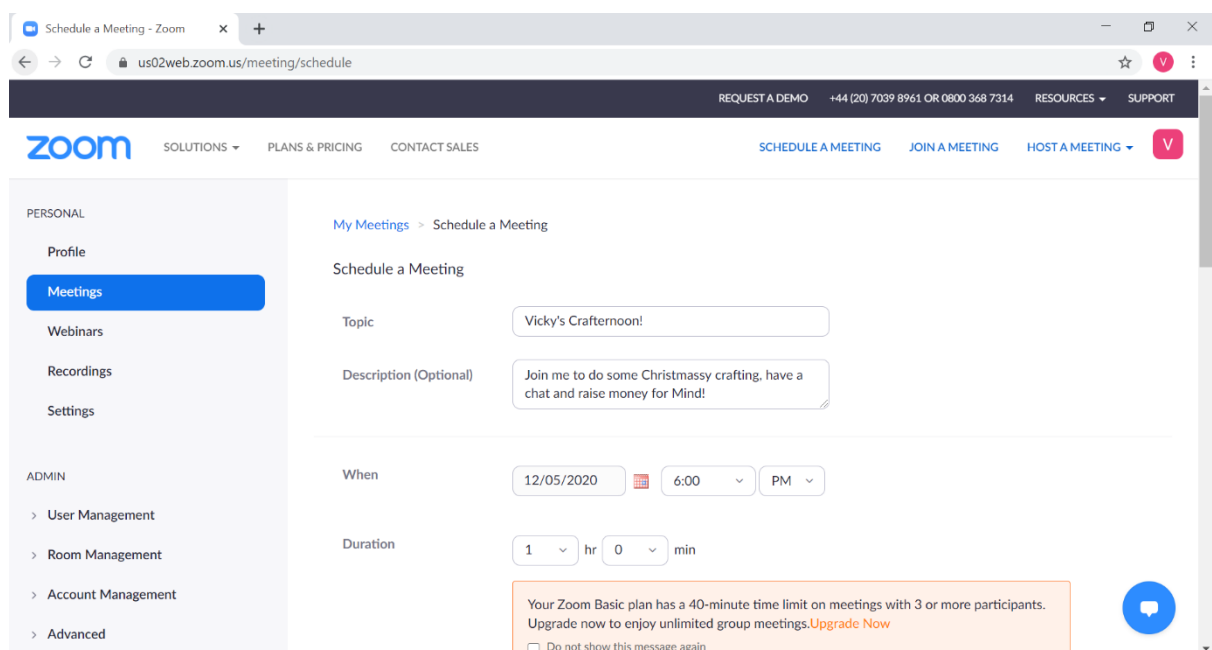 Schedule a Meeting - Zoom
us02web.zoom.us/meeting/schedule
V
REQUEST A DEMO +44 (20) 7039 8961 OR 0800 368 7314 RESOURCES SUPPORT
zoom SOLUTIONS PLANS & PRICING CONTACT SALES SCHEDULE A MEETING JOIN A MEETING HOST A MEETING V
PERSONAL
Profile
Meetings
Webinars
Recordings
Settings
ADMIN
> User Management
> Room Management
> Account Management
> Advanced
My Meetings > Schedule a Meeting
Schedule a Meeting
Topic Vicky's Crafternoon!
Description (Optional) Join me to do some Christmassy crafting, have a
chat and raise money for Mind!
When 12/05/2020 6:00 PM
Duration 1 hr 0 min
Your Zoom Basic plan has a 40-minute time limit on meetings with 3 or more participants.
Upgrade now to enjoy unlimited group meetings.Upgrade Now
Do not show this message again